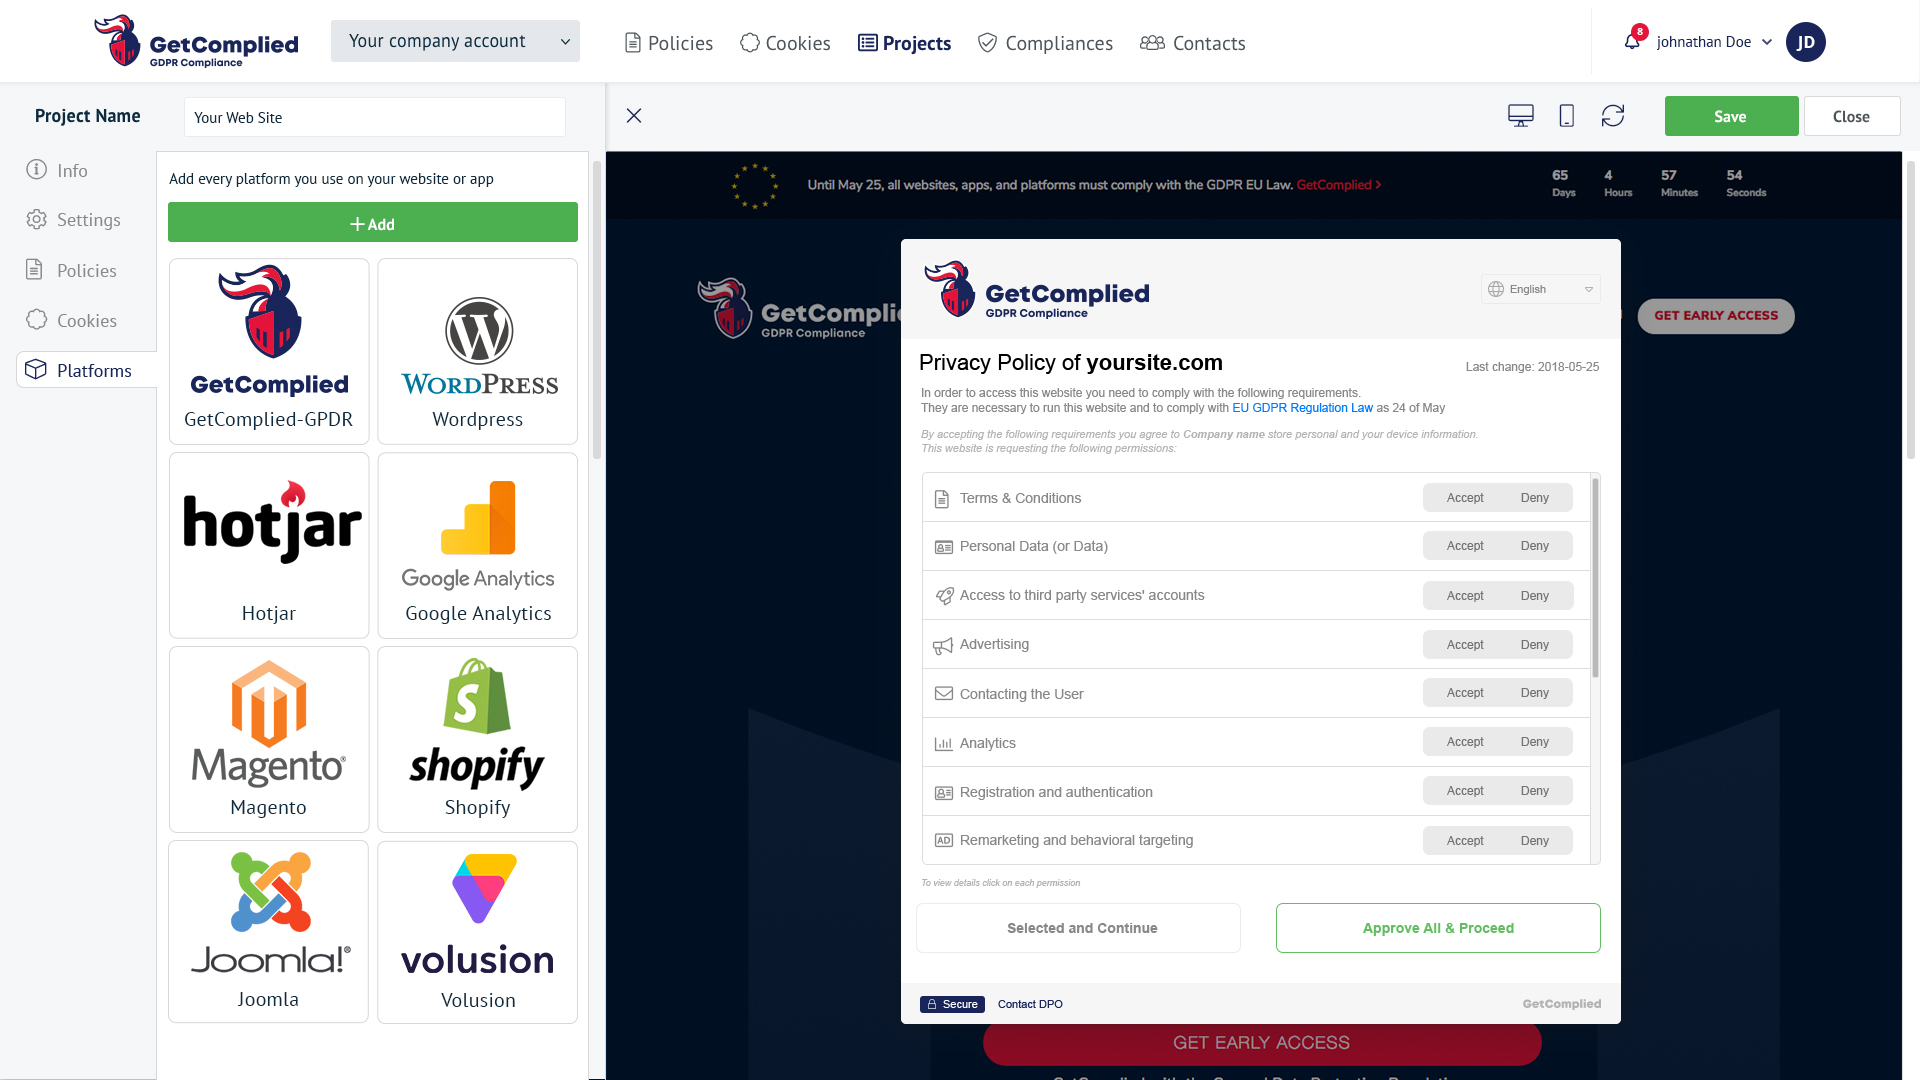 GetComplied
GDPR Compliance
Your company account
Policies
Cookies
Projects
Compliances
Contacts
8
johnathan Doe
JD
Project Name
Your Web Site
Save
Close
Info
Settings
Policies
Cookies
Platforms
Add every platform you use on your website or app
Add
GetComplied
GetComplied-GPDR
WORDPRESS
Wordpress
hotjar
Hotjar
Google Analytics
Google Analytics
Magento®
Magento
shopify
Shopify
Joomla!®
Joomla
volusion
Volusion
Until May 25, all websites, apps, and platforms must comply with the GDPR EU Law. GetComplied >
65 4 57 54
Days Hours Minutes Seconds
GetComplie
GDPR Compliance
GET EARLY ACCESS
GetComplied
GDPR Compliance
English
Privacy Policy of yoursite.com
Last change: 2018-05-25
In order to access this website you need to comply with the following requirements.
They are necessary to run this website and to comply with EU GDPR Regulation Law as 24 of May
By accepting the following requirements you agree to Company name store personal and your device information.
This website is requesting the following permissions:
Terms & Conditions Accept Deny
Personal Data (or Data) Accept Deny
Access to third party services' accounts Accept Deny
Advertising Accept Deny
Contacting the User Accept Deny
Analytics Accept Deny
Registration and authentication Accept Deny
AD Remarketing and behavioral targeting Accept Deny
To view details click on each permission
Selected and Continue
Approve All & Proceed
Secure
Contact DPO
GetComplied
GET EARLY ACCESS